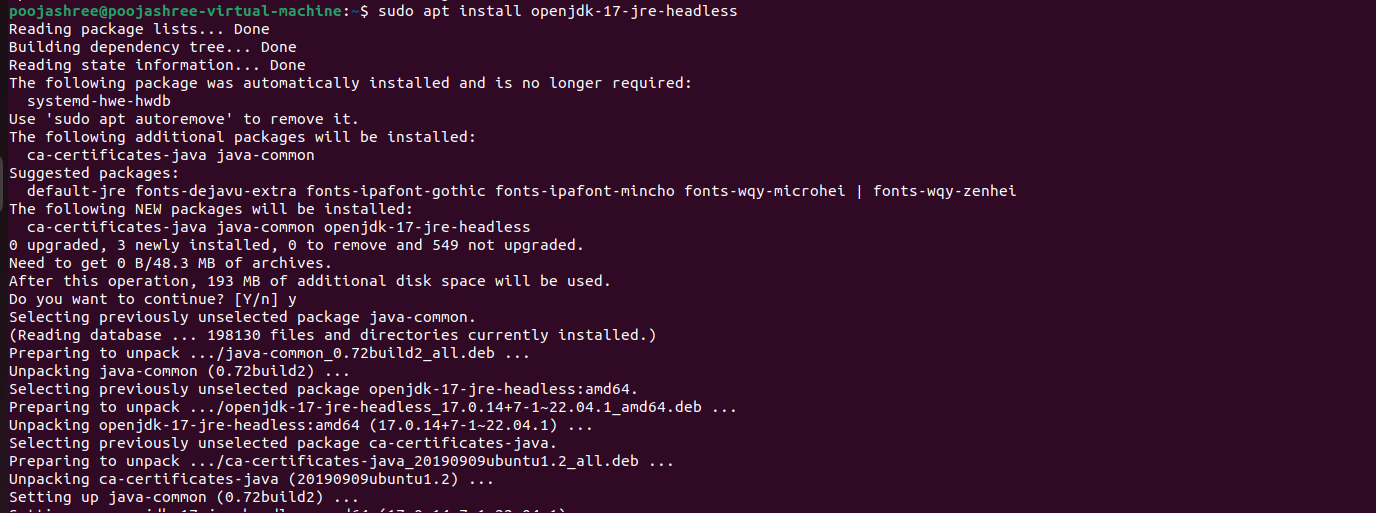 poojashree@poojashree-virtual-machine:~$ sudo apt install openjdk-17-jre-headless
Reading package lists... Done
Building dependency tree... Done
Reading state information... Done
The following package was automatically installed and is no longer required:
  systemd-hwe-hwdb
Use 'sudo apt autoremove' to remove it.
The following additional packages will be installed:
  ca-certificates-java java-common
Suggested packages:
  default-jre fonts-dejavu-extra fonts-ipafont-gothic fonts-ipafont-mincho fonts-wqy-microhei | fonts-wqy-zenhei
The following NEW packages will be installed:
  ca-certificates-java java-common openjdk-17-jre-headless
0 upgraded, 3 newly installed, 0 to remove and 549 not upgraded.
Need to get 0 B/48.3 MB of archives.
After this operation, 193 MB of additional disk space will be used.
Do you want to continue? [Y/n] y
Selecting previously unselected package java-common.
(Reading database ... 198130 files and directories currently installed.)
Preparing to unpack .../java-common_0.72build2_all.deb ...
Unpacking java-common (0.72build2) ...
Selecting previously unselected package openjdk-17-jre-headless:amd64.
Preparing to unpack .../openjdk-17-jre-headless_17.0.14+7-1~22.04.1_amd64.deb ...
Unpacking openjdk-17-jre-headless:amd64 (17.0.14+7-1~22.04.1) ...
Selecting previously unselected package ca-certificates-java.
Preparing to unpack .../ca-certificates-java_20190909ubuntu1.2_all.deb ...
Unpacking ca-certificates-java (20190909ubuntu1.2) ...
Setting up java-common (0.72build2) ...